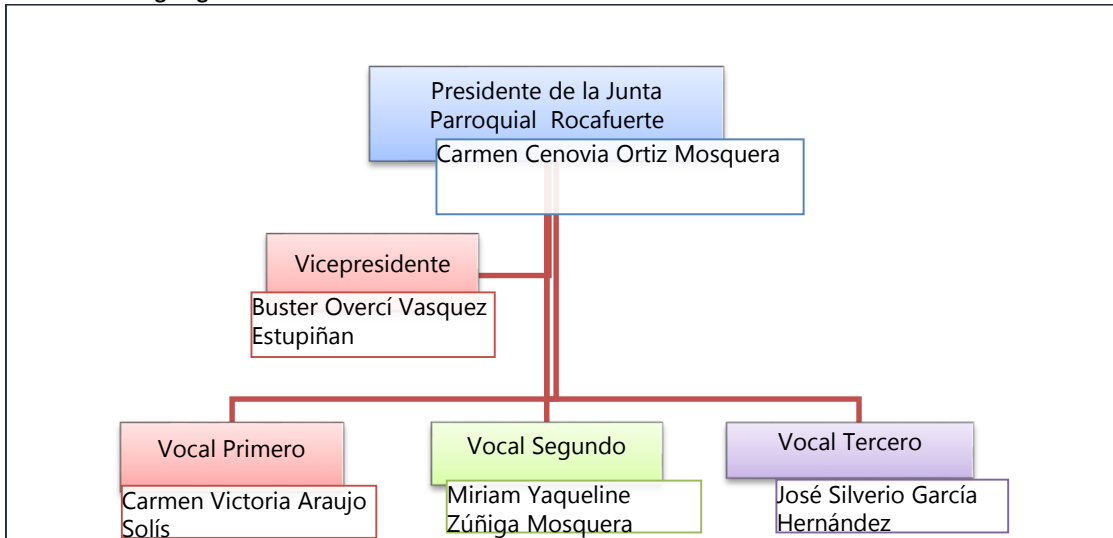 Presidente de la Junta
Parroquial Rocafuerte
Carmen Cenovia Ortiz Mosquera
Vicepresidente
Buster Overcí Vasquez
Estupiñan
Vocal Primero
Carmen Victoria Araujo
Solís
Vocal Segundo
Miriam Yaqueline
Zúñiga Mosquera
Vocal Tercero
José Silverio García
Hernández